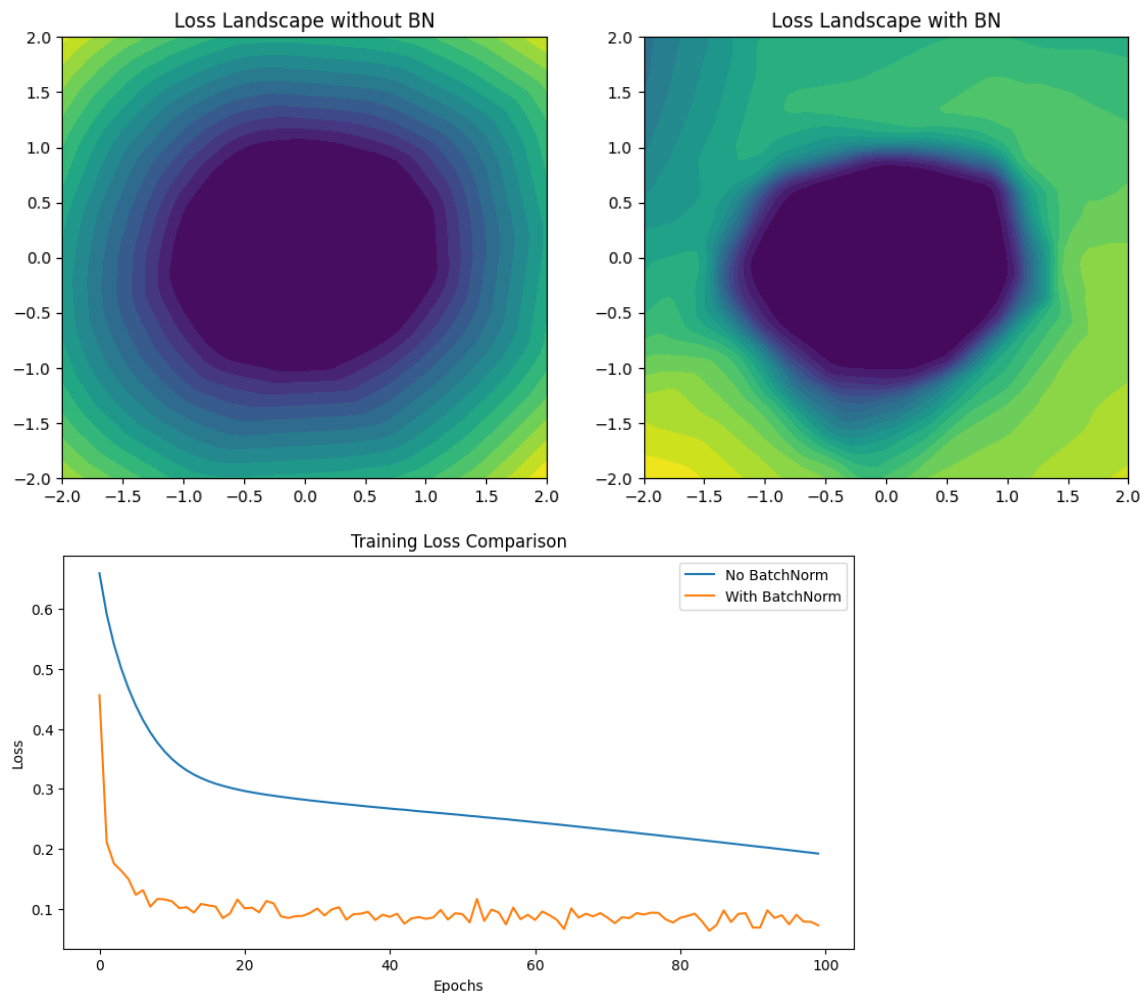 Loss Landscape without BN
2.0
1.5
1.0
0.5
0.0
−0.5
−1.0
−1.5
−2.0
−2.0 −1.5 −1.0 −0.5 0.0 0.5 1.0 1.5 2.0
Loss Landscape with BN
2.0
1.5
1.0
0.5
0.0
−0.5
−1.0
−1.5
−2.0
−2.0 −1.5 −1.0 −0.5 0.0 0.5 1.0 1.5 2.0
Training Loss Comparison
No BatchNorm
With BatchNorm
Loss
0.6
0.5
0.4
0.3
0.2
0.1
0 20 40 60 80 100
Epochs